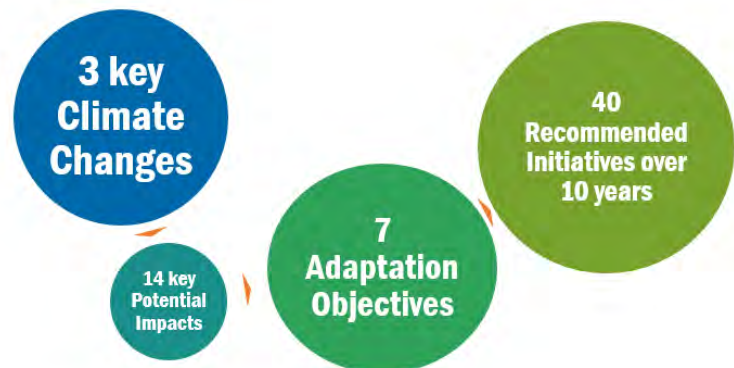 3 key
Climate
Changes
14 key
Potential
Impacts
7
Adaptation
Objectives
40
Recommended
Initiatives over
10 years